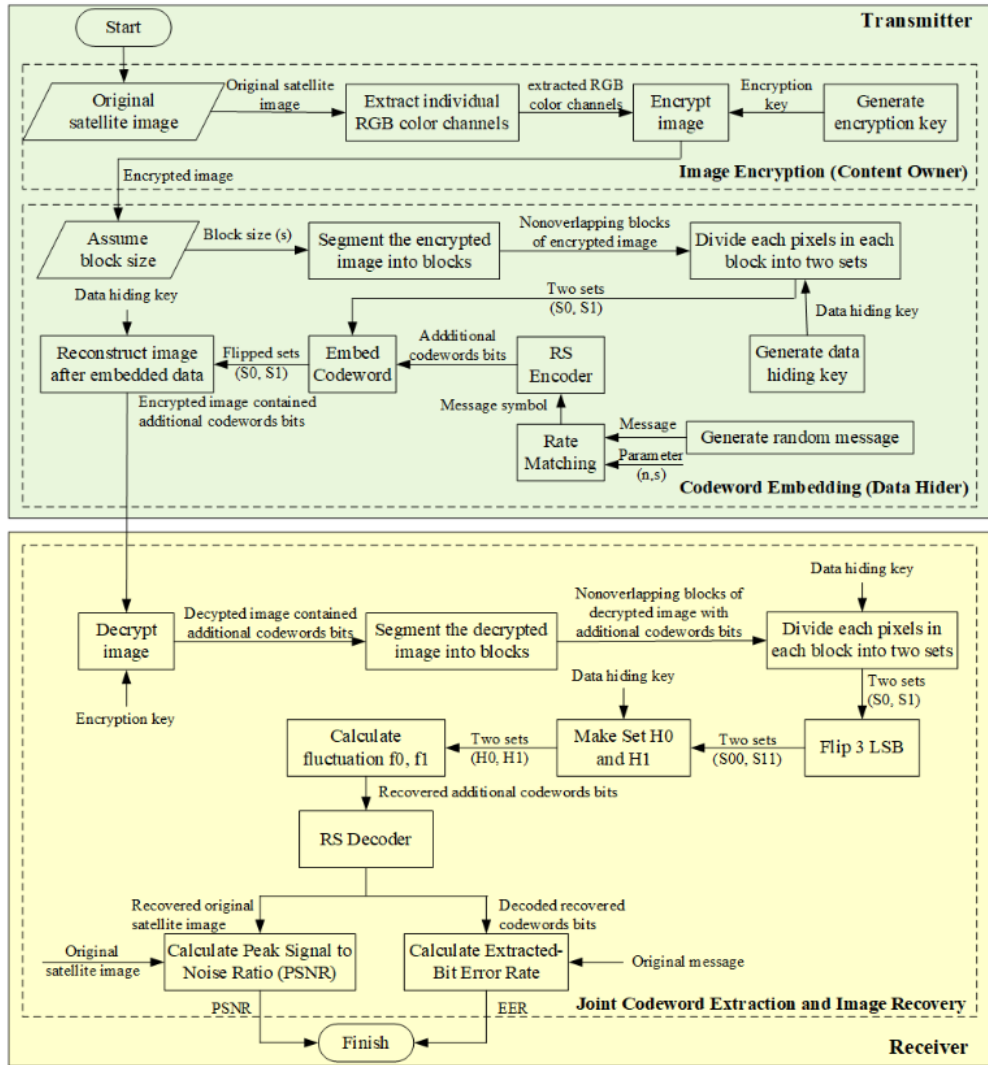 Transmitter
Start
Original
satellite image
Original satellite
image
Extract individual
RGB color channels
extracted RGB
color channels
Encrypt
image
Encryption
key
Generate
encryption key
Image Encryption (Content Owner)
Encrypted image
Assume
block size
Block size (s)
Segment the encrypted
image into blocks
Nonoverlapping blocks
of encrypted image
Divide each pixels in each
block into two sets
Data hiding key
Two sets
(S0, S1)
Data hiding key
Reconstruct image
after embedded data
Flipped sets
(S0, S1)
Embed
Codeword
Addditional
codewords bits
RS
Encoder
Generate data
hiding key
Encrypted image contained
additional codewords bits
Message symbol
Rate
Matching
Message
Parameter
(n,s)
Generate random message
Codeword Embedding (Data Hider)
Data hiding key
Decrypt
image
Decypted image contained
additional codewords bits
Segment the decrypted
image into blocks
Nonoverlapping blocks of
decrypted image with
additional codewords bits
Divide each pixels in
each block into two sets
Encryption key
Data hiding key
Two sets
(S0, S1)
Calculate
fluctuation f0, f1
Two sets
(H0, H1)
Make Set H0
and H1
Two sets
(S00, S11)
Flip 3 LSB
Recovered additional codewords bits
RS Decoder
Recovered original
satellite image
Decoded recovered
codewords bits
Original
satellite image
Calculate Peak Signal to
Noise Ratio (PSNR)
Calculate Extracted-
Bit Error Rate
Original message
PSNR
EER
Joint Codeword Extraction and Image Recovery
Finish
Receiver